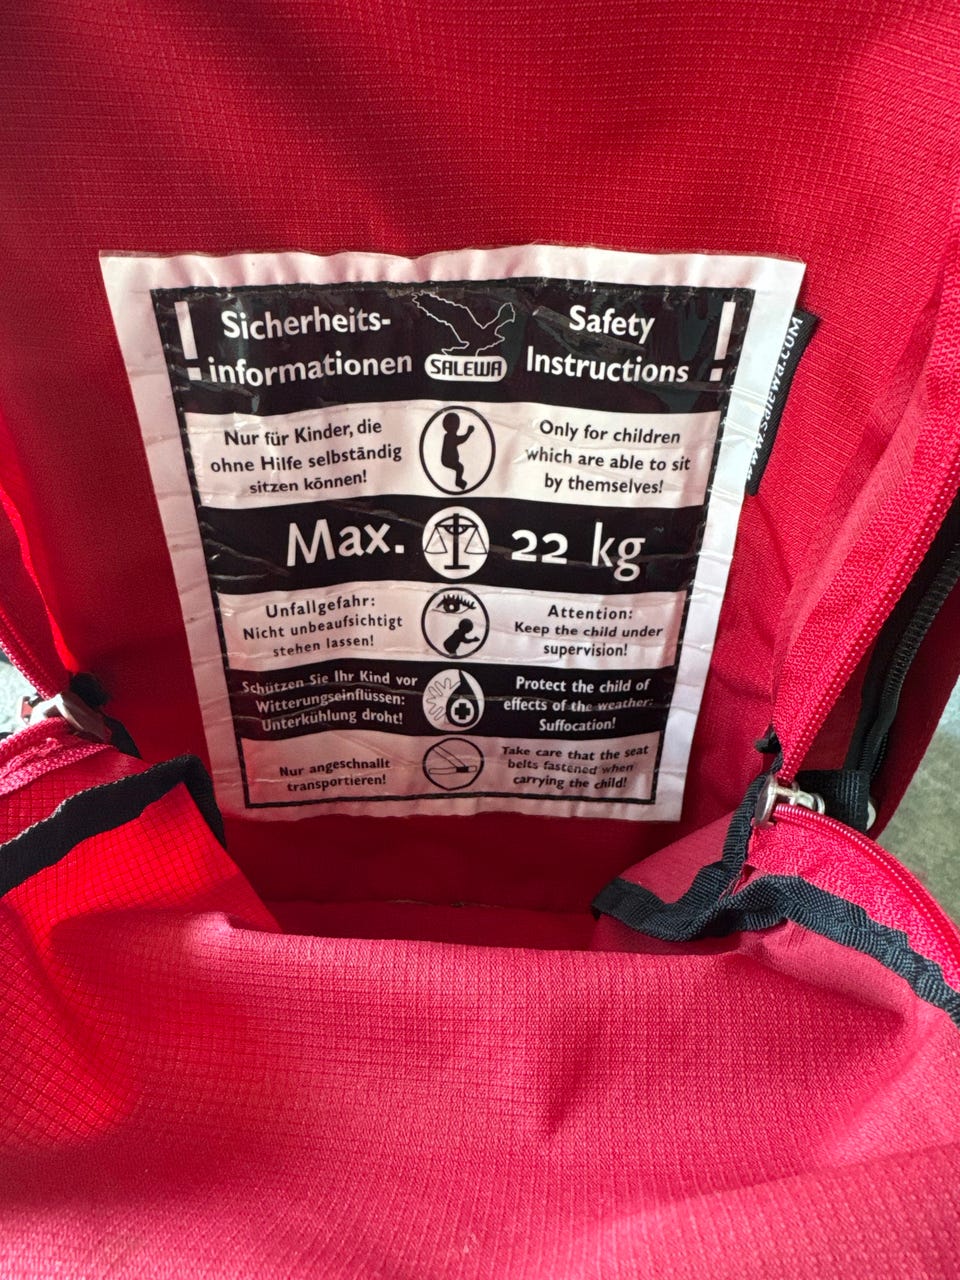 ! Sicherheits-
informationen
SALEWA
Safety
Instructions !
Nur für Kinder, die
ohne Hilfe selbständig
sitzen können!
Only for children
which are able to sit
by themselves!
Max. 22 kg
Unfallgefahr:
Nicht unbeaufsichtigt
stehen lassen!
Attention:
Keep the child under
supervision!
Schützen Sie Ihr Kind vor
Witterungseinflüssen:
Unterkühlung droht!
Protect the child of
effects of the weather:
Suffocation!
Nur angeschnallt
transportieren!
Take care that the seat
belts fastened when
carrying the child!
www.salewa.com